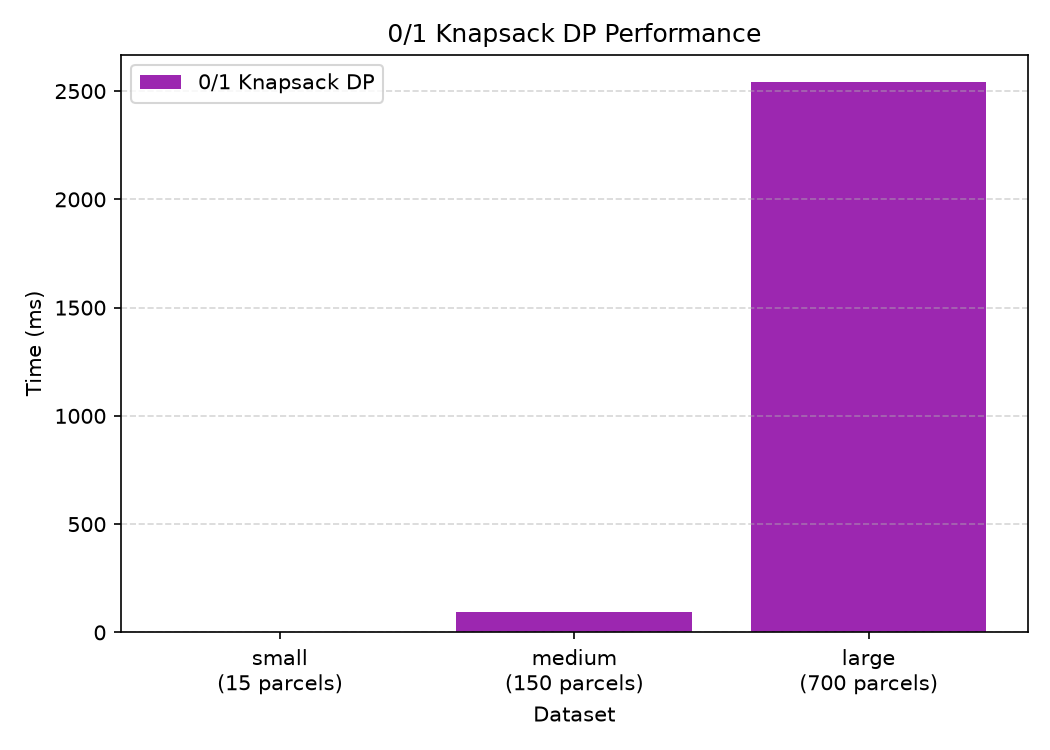 0/1 Knapsack DP Performance
0/1 Knapsack DP
Time (ms)
2500
2000
1500
1000
500
0
small
(15 parcels)
medium
(150 parcels)
large
(700 parcels)
Dataset